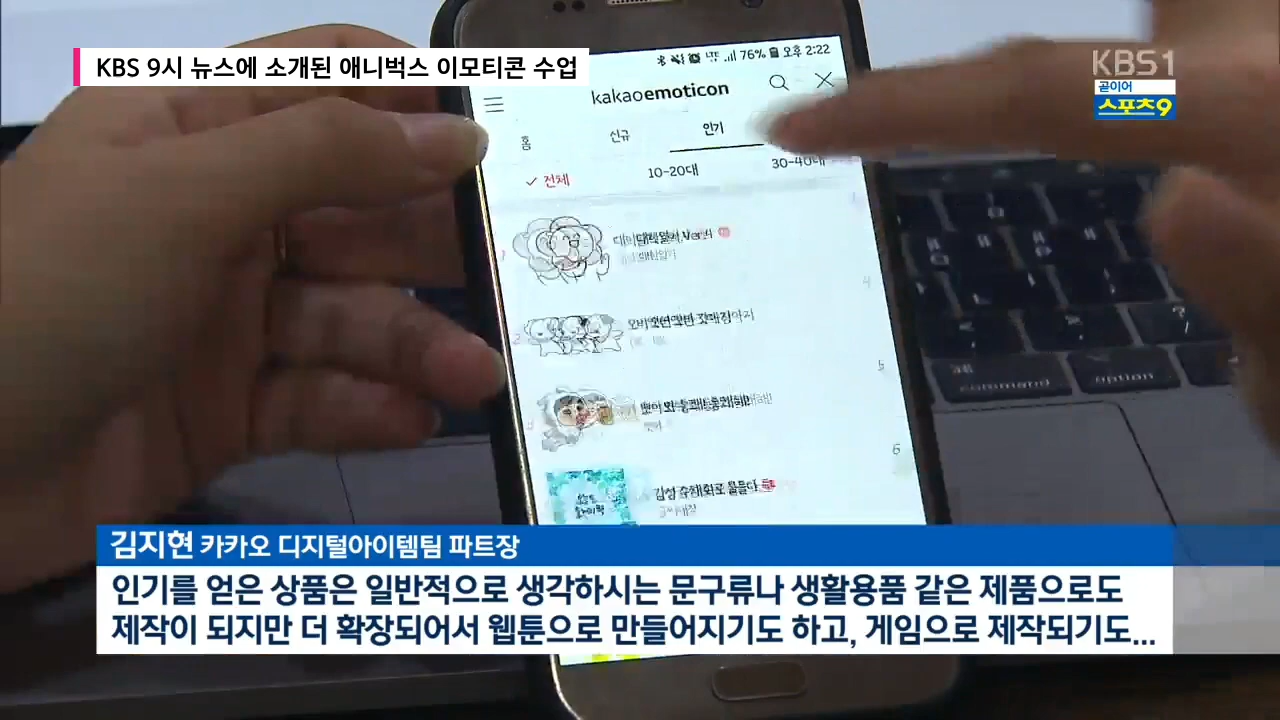 KBS 9시 뉴스에 소개된 애니벅스 이모티콘 수업
KBS 1
곧이어
스포츠9
76% 오후 2:22
kakaoemoticon
홈 신규 인기
✓ 전체 10-20대 30-40대
4
2
5
6
command option
김지현 카카오 디지털아이템팀 파트장
인기를 얻은 상품은 일반적으로 생각하시는 문구류나 생활용품 같은 제품으로도
제작이 되지만 더 확장되어서 웹툰으로 만들어지기도 하고, 게임으로 제작되기도...